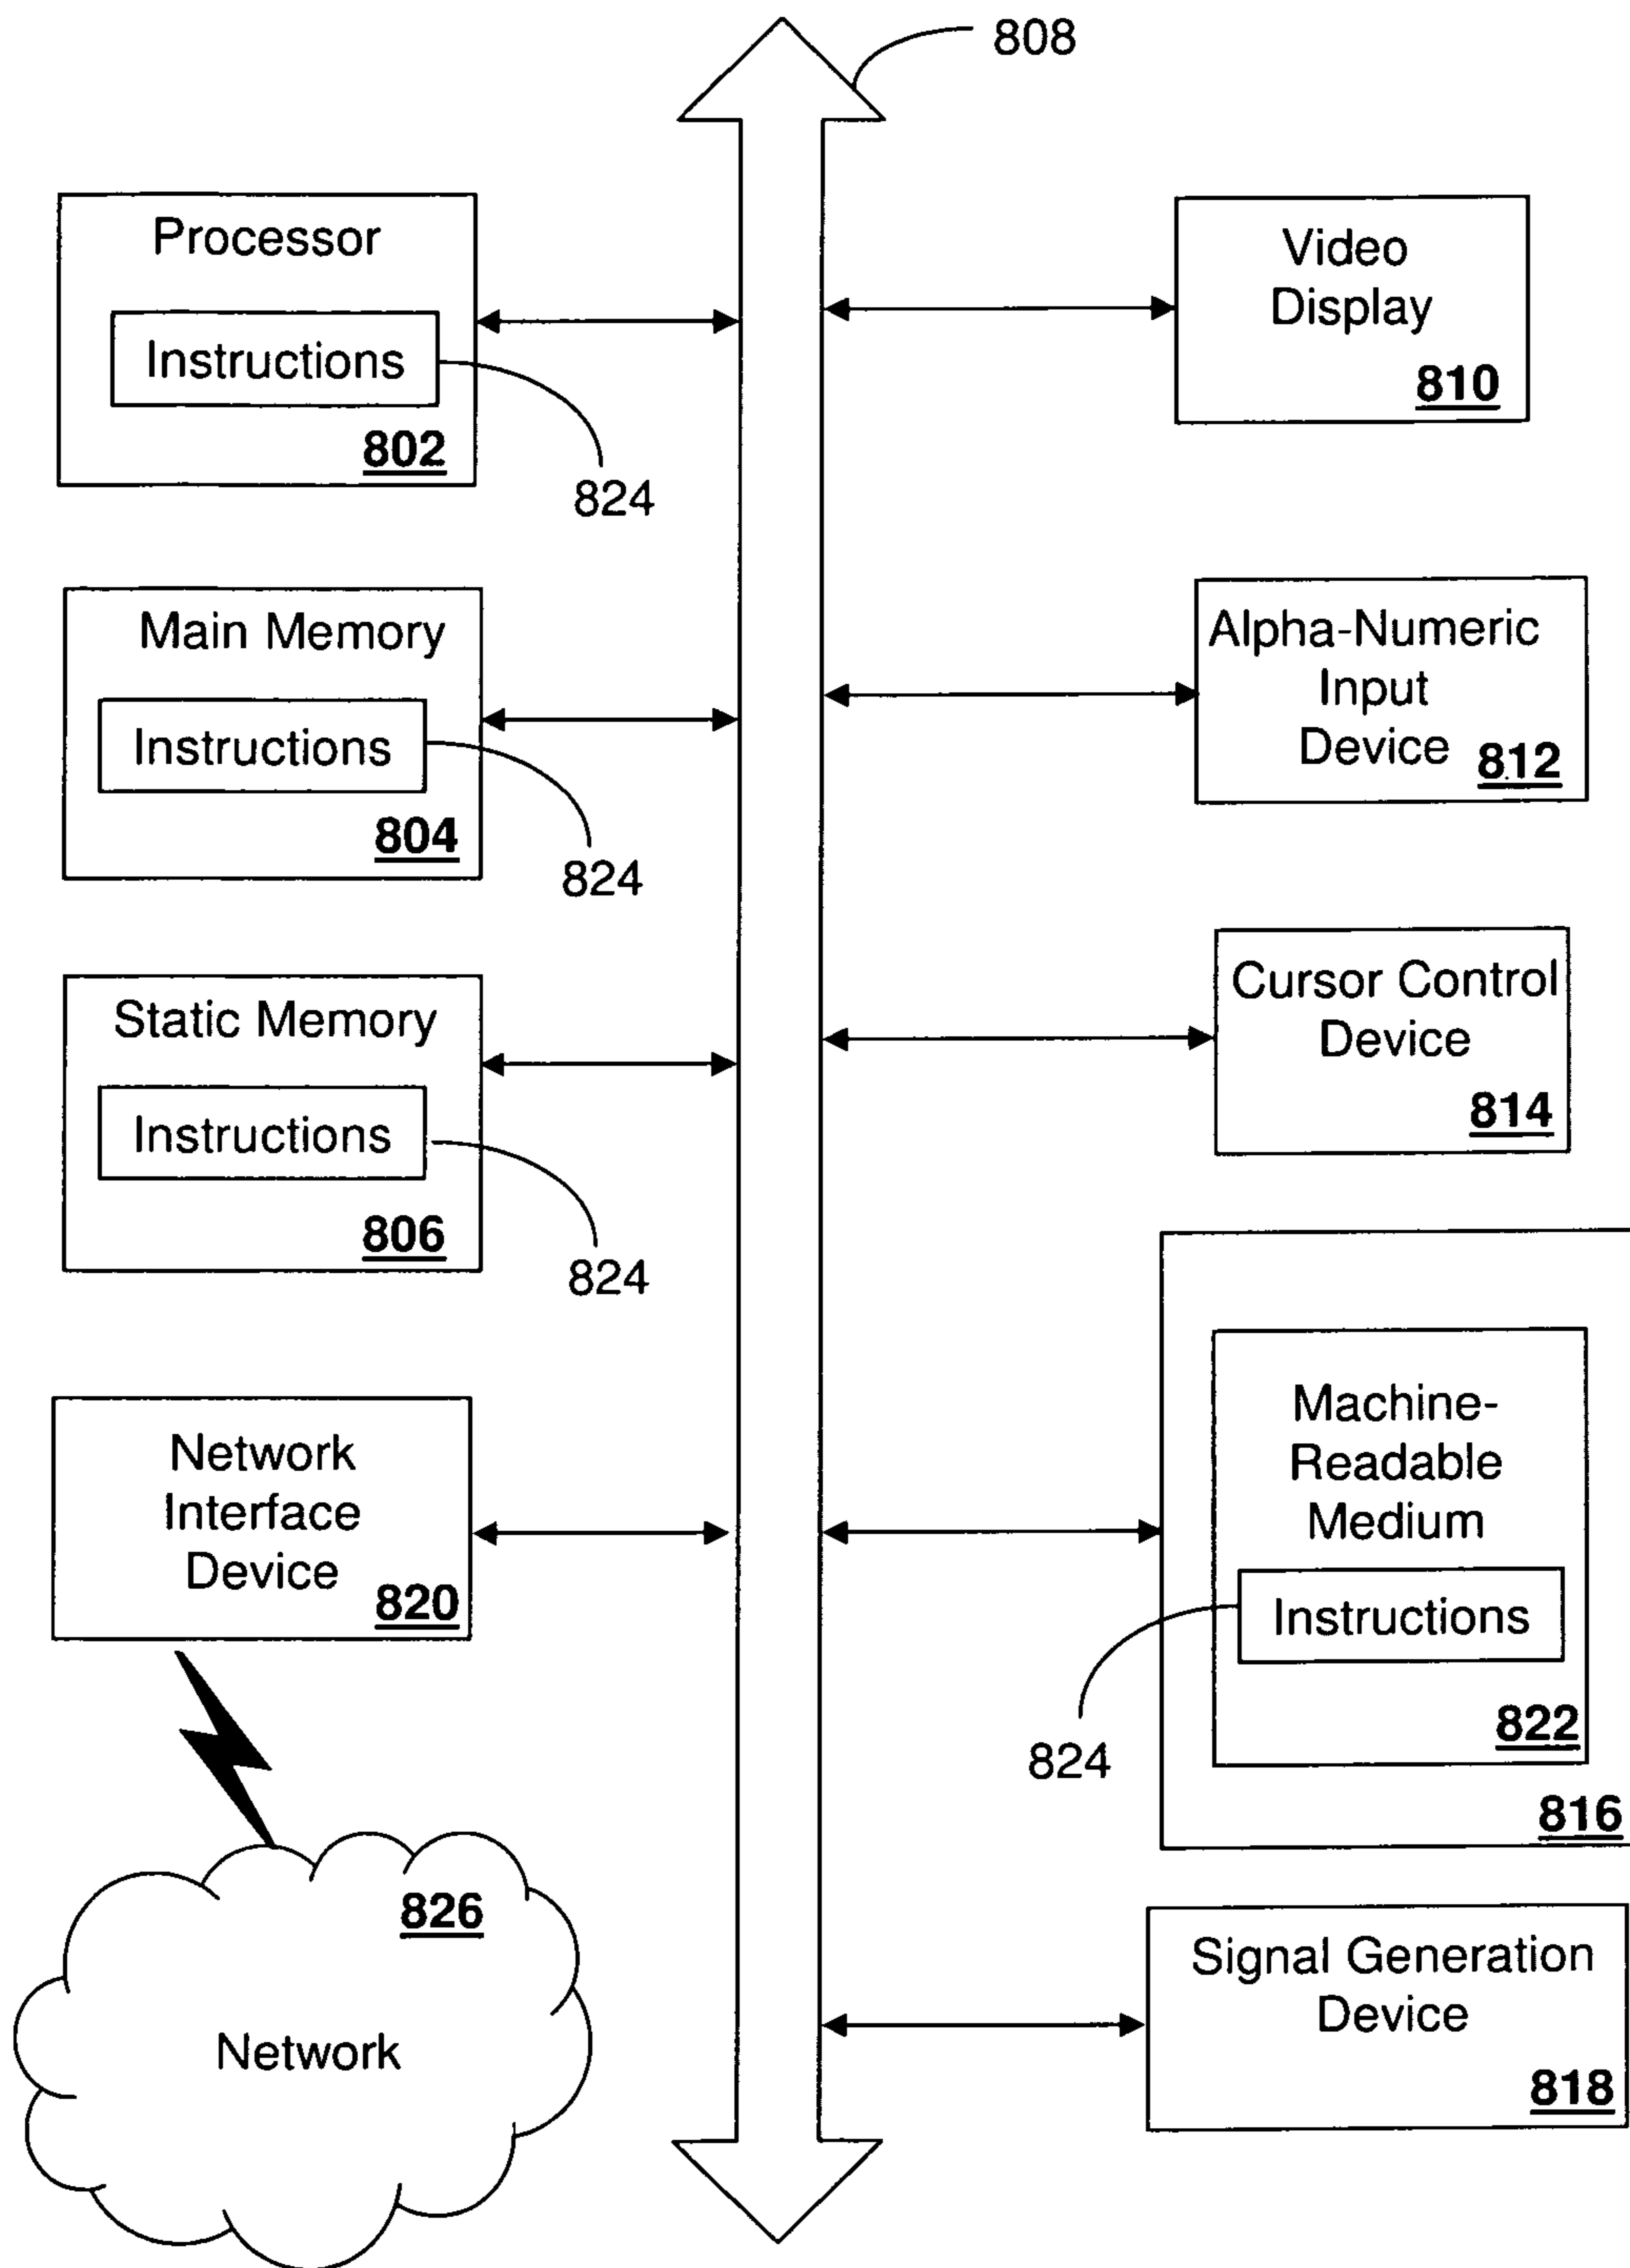 808
Processor
Instructions
802
824
Main Memory
Instructions
804
824
Static Memory
Instructions
806
824
Network
Interface
Device
820
826
Network
Video
Display
810
Alpha-Numeric
Input
Device
812
Cursor Control
Device
814
Machine-
Readable
Medium
Instructions
822
824
816
Signal Generation
Device
818